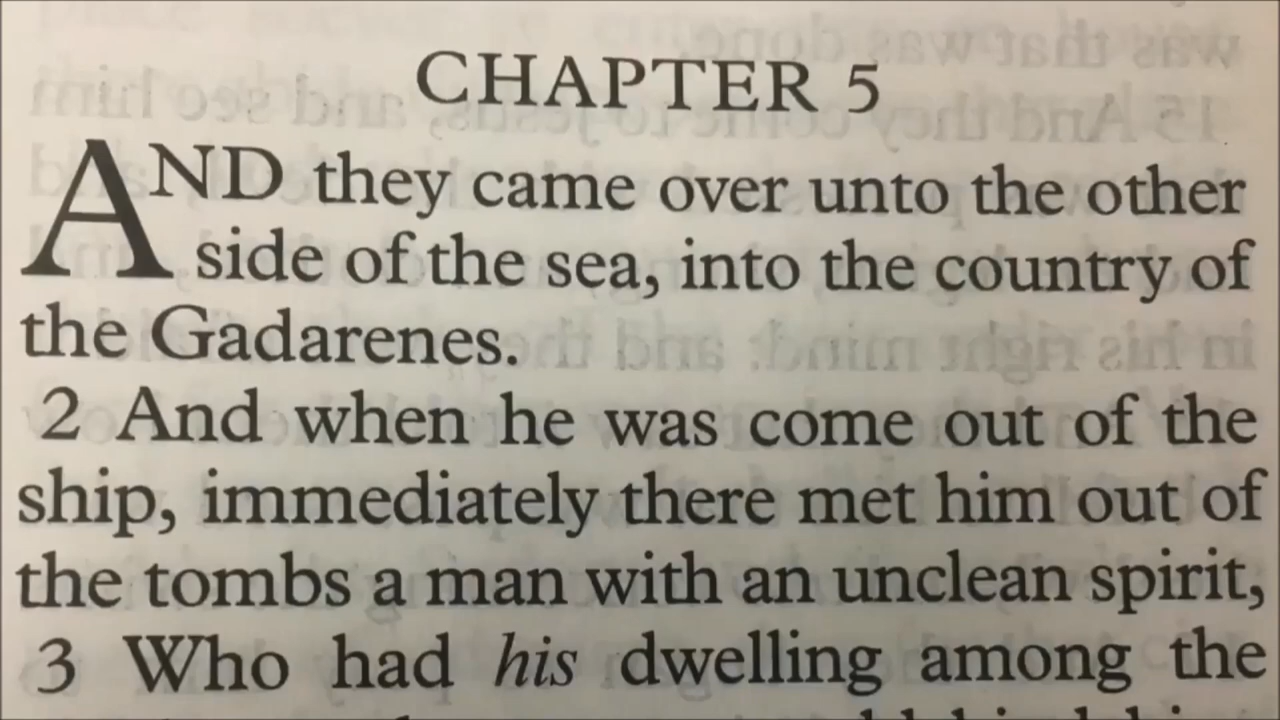 CHAPTER 5
AND they came over unto the other
side of the sea, into the country of
the Gadarenes.
2 And when he was come out of the
ship, immediately there met him out of
the tombs a man with an unclean spirit,
3 Who had his dwelling among the